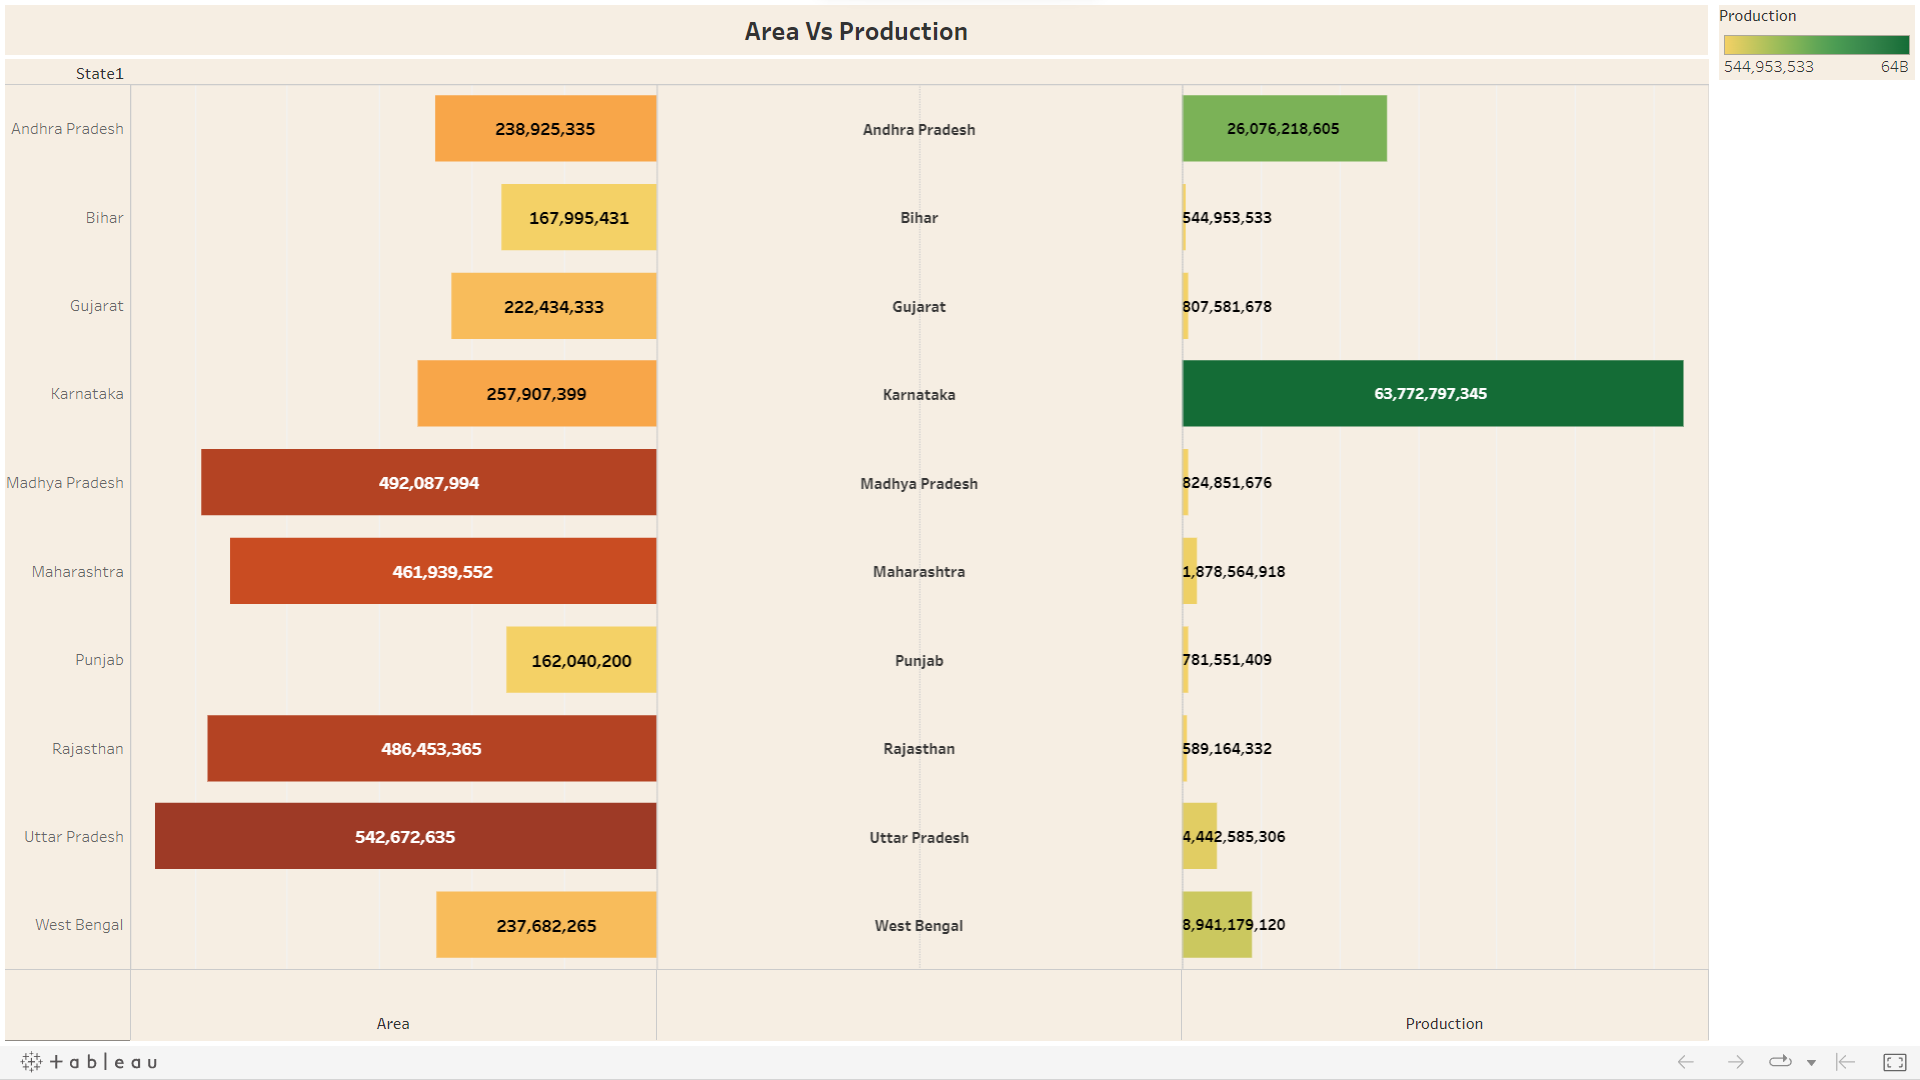 Area Vs Production
Production
544,953,533 64B
State1
Andhra Pradesh 238,925,335 Andhra Pradesh 26,076,218,605
Bihar 167,995,431 Bihar 544,953,533
Gujarat 222,434,333 Gujarat 807,581,678
Karnataka 257,907,399 Karnataka 63,772,797,345
Madhya Pradesh 492,087,994 Madhya Pradesh 824,851,676
Maharashtra 461,939,552 Maharashtra 1,878,564,918
Punjab 162,040,200 Punjab 781,551,409
Rajasthan 486,453,365 Rajasthan 589,164,332
Uttar Pradesh 542,672,635 Uttar Pradesh 4,442,585,306
West Bengal 237,682,265 West Bengal 8,941,179,120
Area Production
+ableau